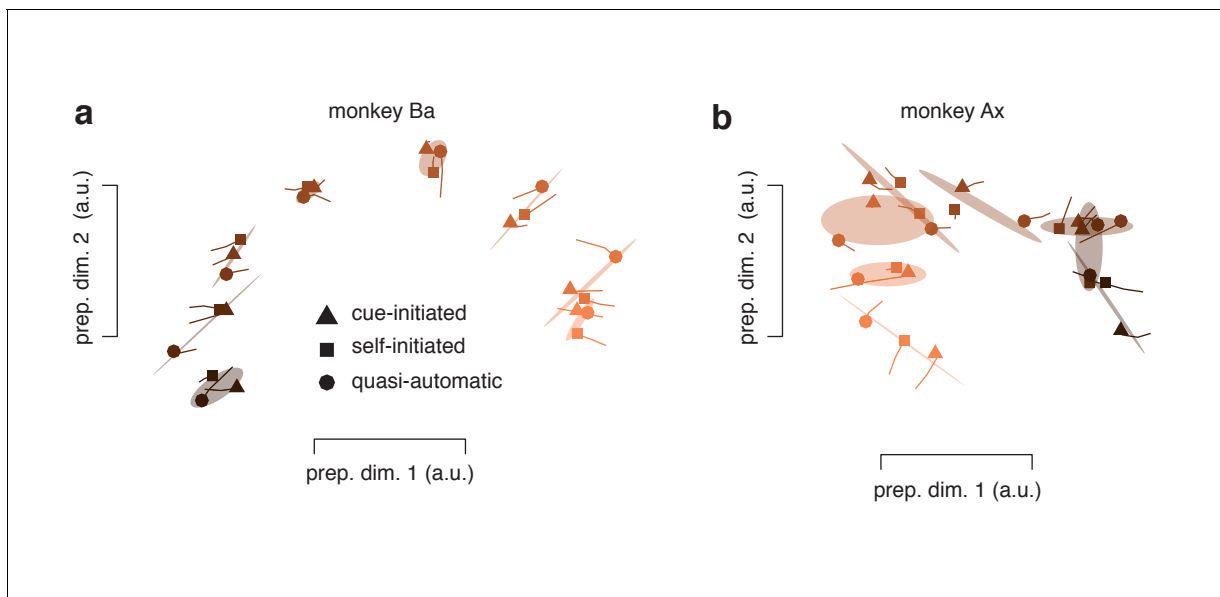 a
monkey Ba
prep. dim. 2 (a.u.)
cue-initiated
self-initiated
quasi-automatic
prep. dim. 1 (a.u.)
b
monkey Ax
prep. dim. 2 (a.u.)
prep. dim. 1 (a.u.)